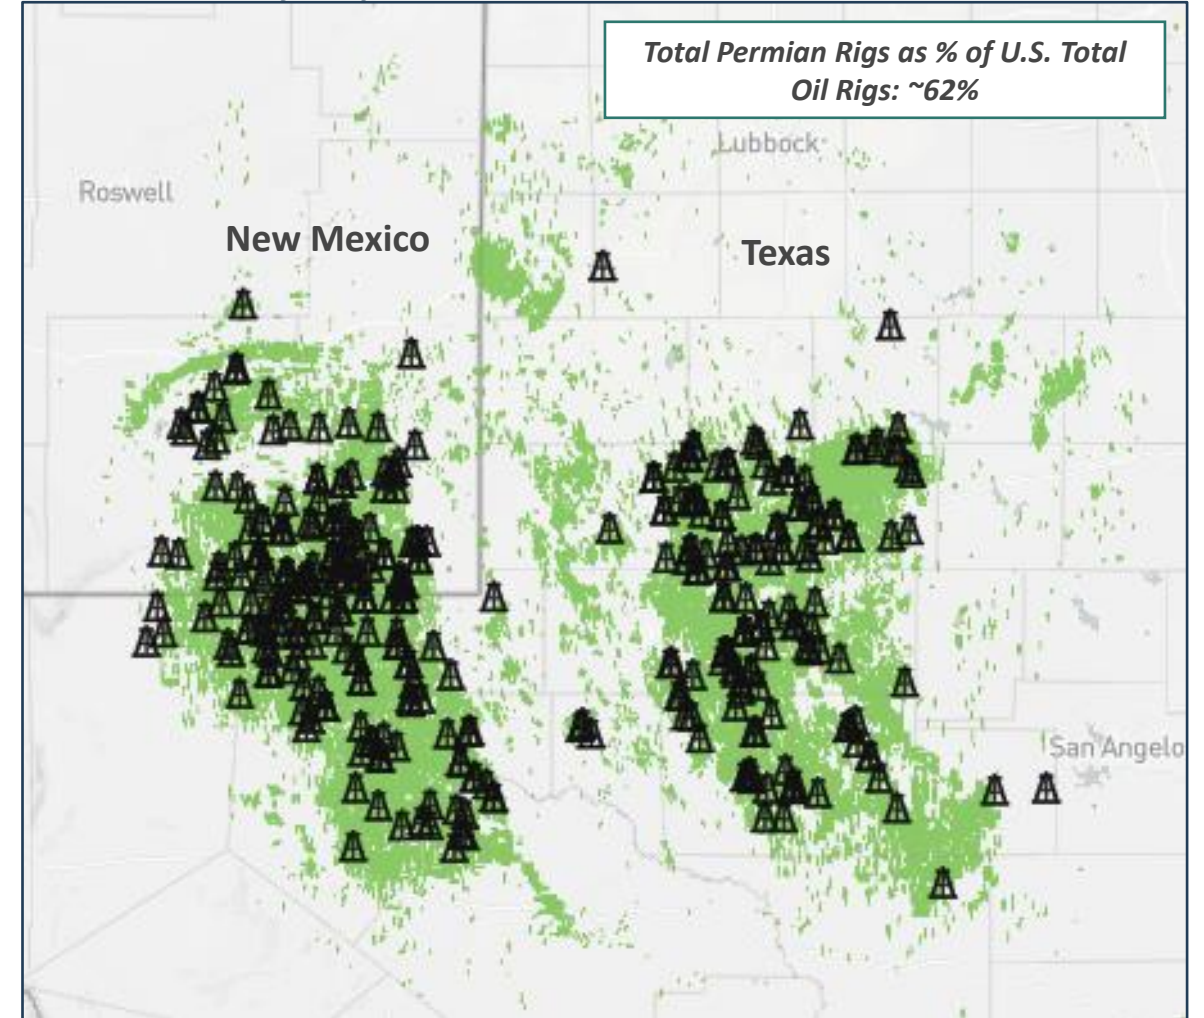 Total Permian Rigs as % of U.S. Total
Oil Rigs: ~62%
Lubbock
Roswell
New Mexico
Texas
San Angelo